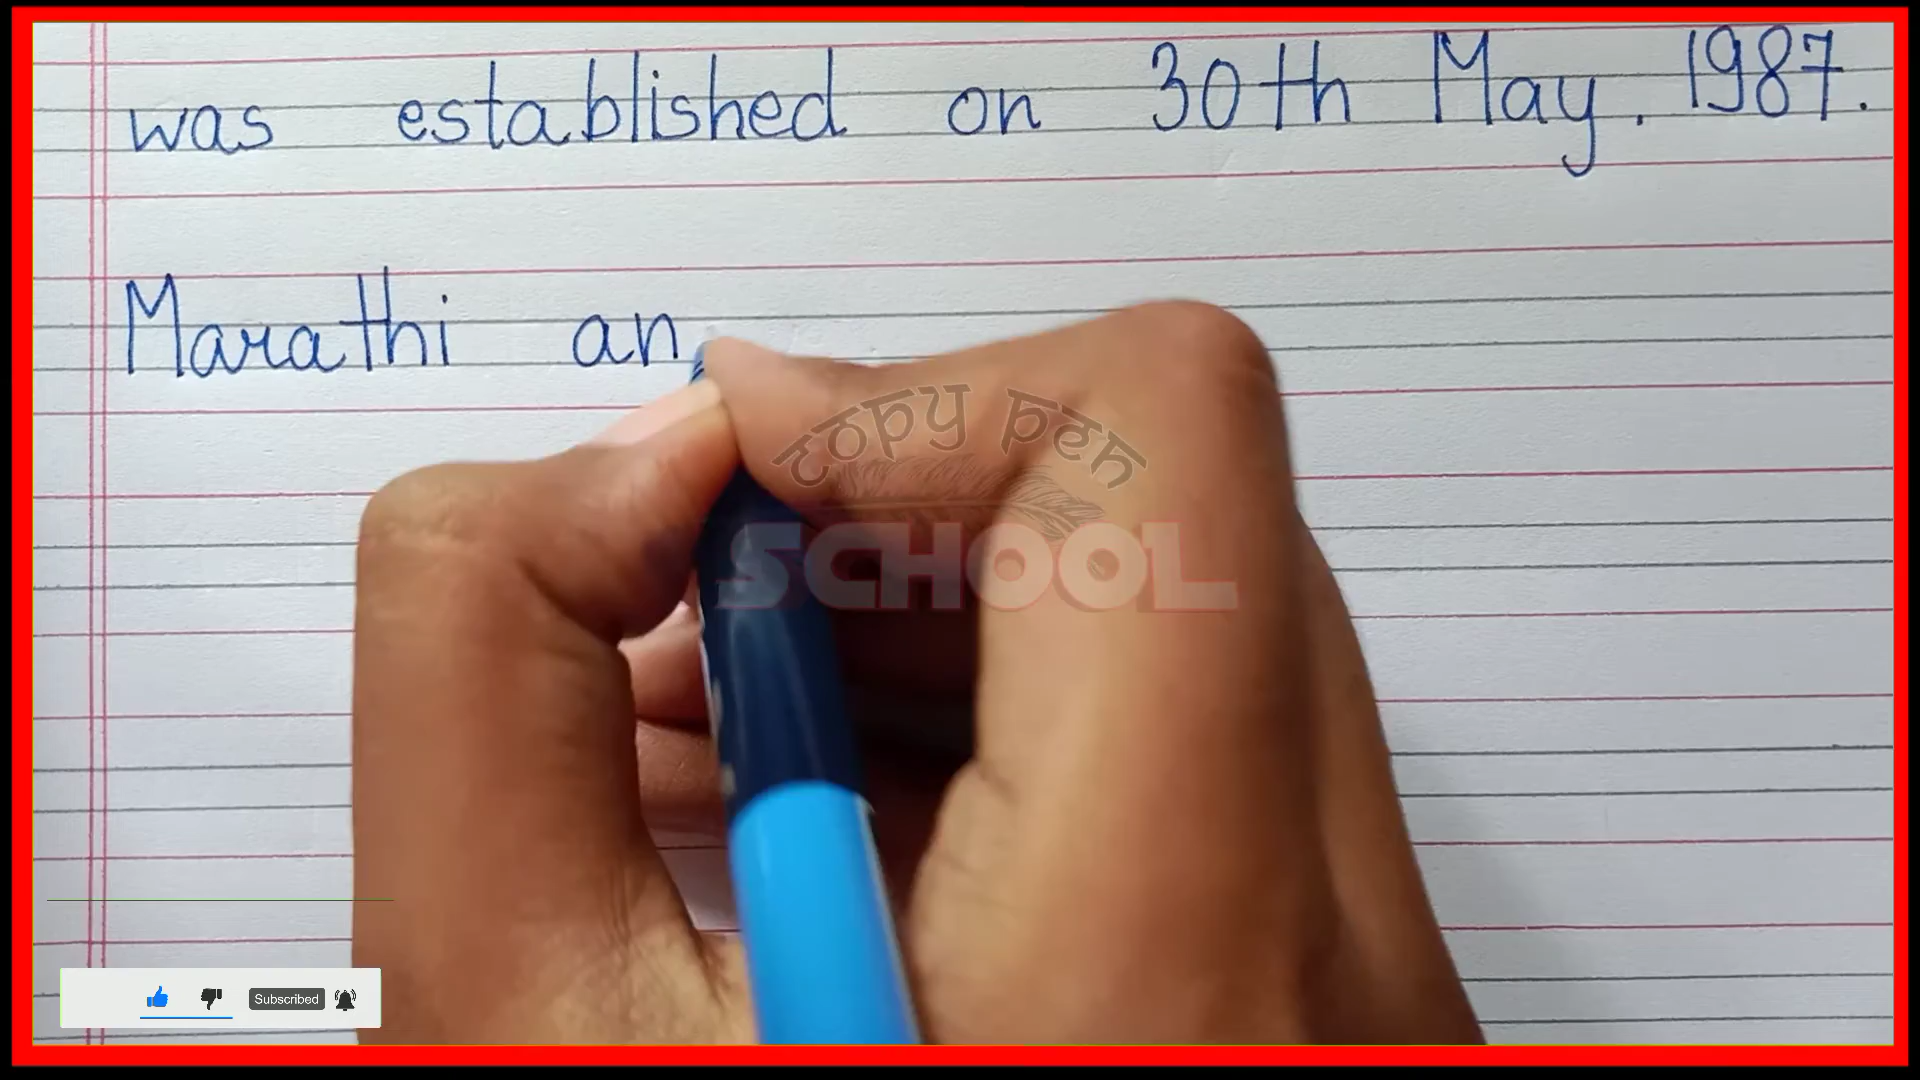 was established on 30th May. 1987.
Marathi an
Copy Pen
SCHOOL
Subscribed